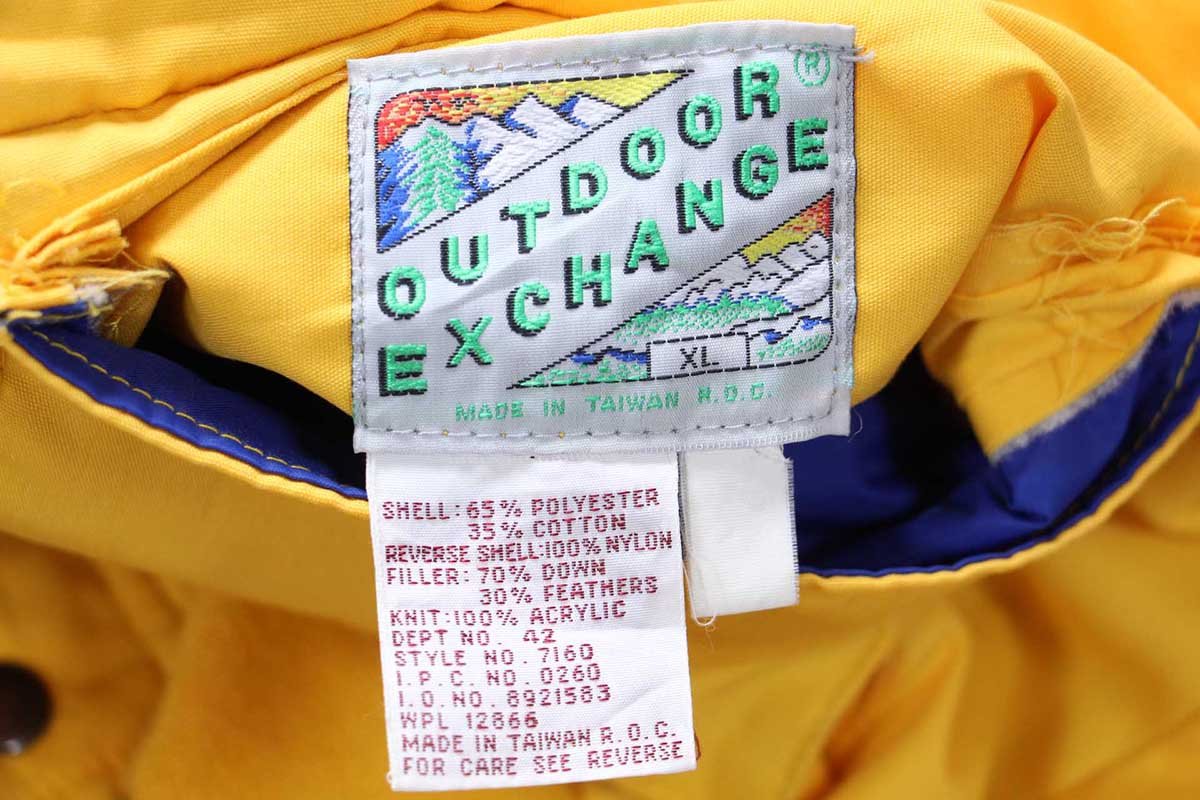 OUTDOOR ®
EXCHANGE
XL
MADE IN TAIWAN R.O.C.
SHELL: 65% POLYESTER
35% COTTON
REVERSE SHELL:100% NYLON
FILLER: 70% DOWN
30% FEATHERS
KNIT:100% ACRYLIC
DEPT NO. 42
STYLE NO. 7160
I.P.C. NO. 0260
I.O.NO. 8921583
WPL 12866
MADE IN TAIWAN R.O.C.
FOR CARE SEE REVERSE